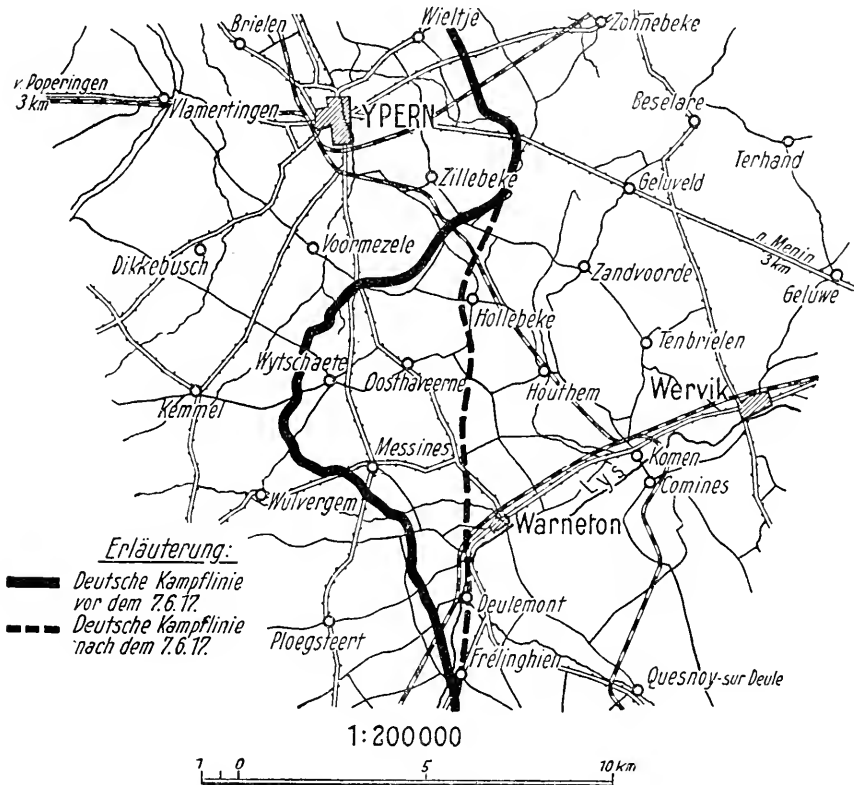 Brielen
Wieltje
Zonnebeke
v. Poperingen
3 km
Vlamertingen
YPERN
Beselare
Terhand
Zillebeke
Geluveld
Dikkebusch
Voormezele
n. Menin
3 km
Zandvoorde
Geluwe
Hollebeke
Tenbrielen
Wytschaete
Oosttaverne
Houthem
Wervik
Kemmel
Messines
Komen
Lys
Comines
Wulvergem
Warneton
Erläuterung:
Deutsche Kampflinie
vor dem 7.6.17.
Deutsche Kampflinie
nach dem 7.6.17.
Deulemont
Ploegsteert
Frélinghien
Quesnoy-sur Deule
1:200000
1 0 5 10 km